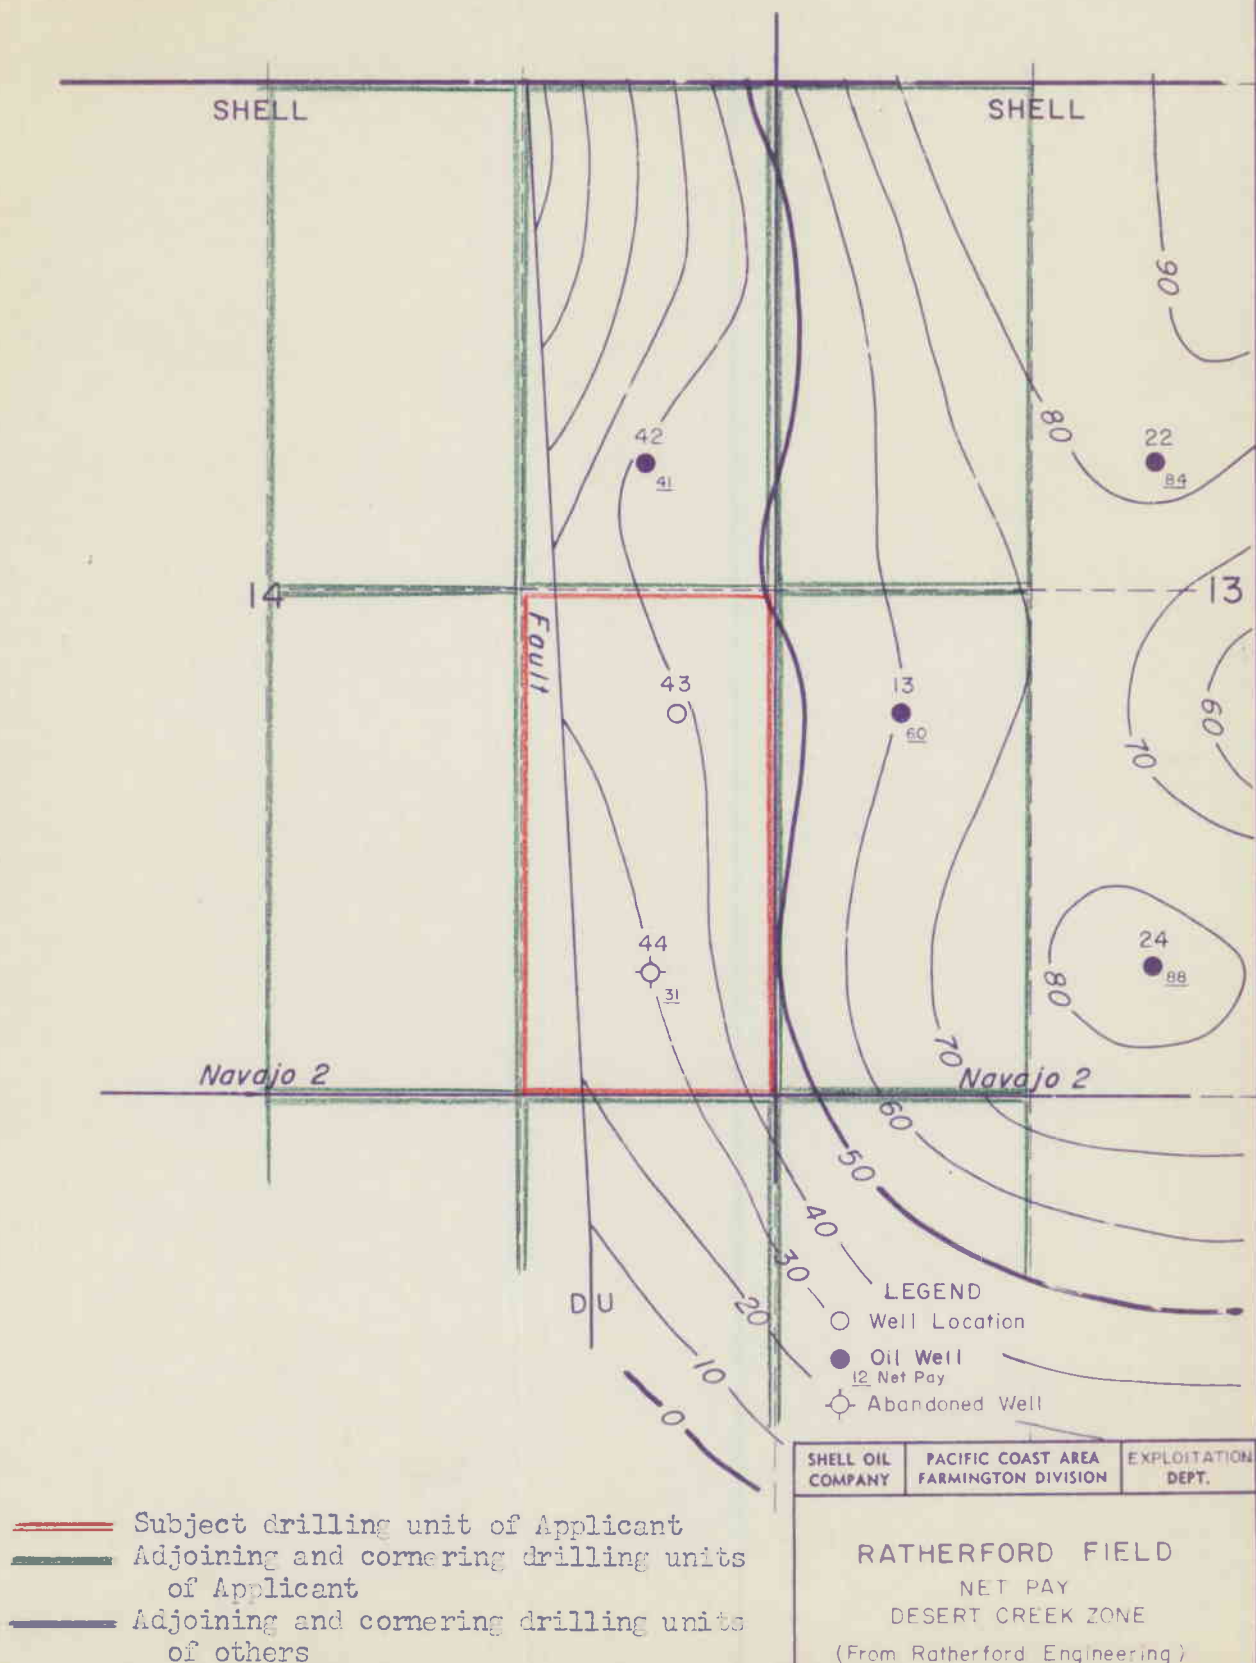 SHELL
SHELL
90
80
42
41
22
84
14
13
Fault
43
13
60
70
60
44
31
24
88
80
70
Navajo 2
Navajo 2
60
50
40
30
20
10
0
D U
LEGEND
Well Location
Oil Well
12 Net Pay
Abandoned Well
SHELL OIL COMPANY
PACIFIC COAST AREA FARMINGTON DIVISION
EXPLOITATION DEPT.
RATHERFORD FIELD
NET PAY
DESERT CREEK ZONE
(From Ratherford Engineering)
Subject drilling unit of Applicant
Adjoining and cornering drilling units
of Applicant
Adjoining and cornering drilling units
of others